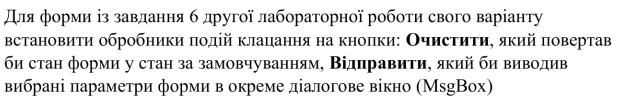 Для форми із завдання 6 другої лабораторної роботи свого варіанту
встановити обробники подій клацання на кнопки: Очистити, який повертав
би стан форми у стан за замовчуванням, Відправити, який би виводив
вибрані параметри форми в окреме діалогове вікно (MsgBox)